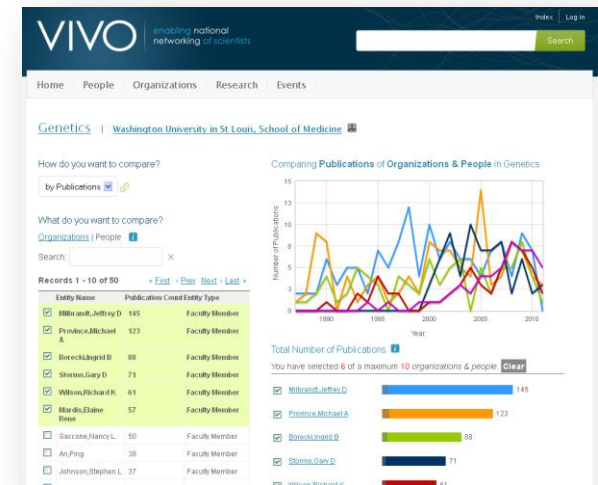 Index Log in
VIVO enabling national
networking of scientists
Search
Home People Organizations Research Events
Genetics | Washington University in St Louis, School of Medicine
How do you want to compare?
by Publications
What do you want to compare?
Organizations | People
Search: X
Records 1 - 10 of 50 « First ‹ Prev Next › Last »
Entity Name Publication Count Entity Type
Milbrandt,Jeffrey D 145 Faculty Member
Province,Michael A 123 Faculty Member
Borecki,Ingrid B 88 Faculty Member
Stormo,Gary D 71 Faculty Member
Wilson,Richard K 61 Faculty Member
Mardis,Elaine Rene 57 Faculty Member
Saccone,Nancy L. 50 Faculty Member
An,Ping 38 Faculty Member
Johnson,Stephen L 37 Faculty Member
Comparing Publications of Organizations & People in Genetics
Number of Publications
15
13
10
8
5
3
0
1990 1995 2000 2005 2010
Year
Total Number of Publications
You have selected 6 of a maximum 10 organizations & people. Clear
Milbrandt,Jeffrey D 145
Province,Michael A 123
Borecki,Ingrid B 88
Stormo,Gary D 71
Wilson,Richard K 61